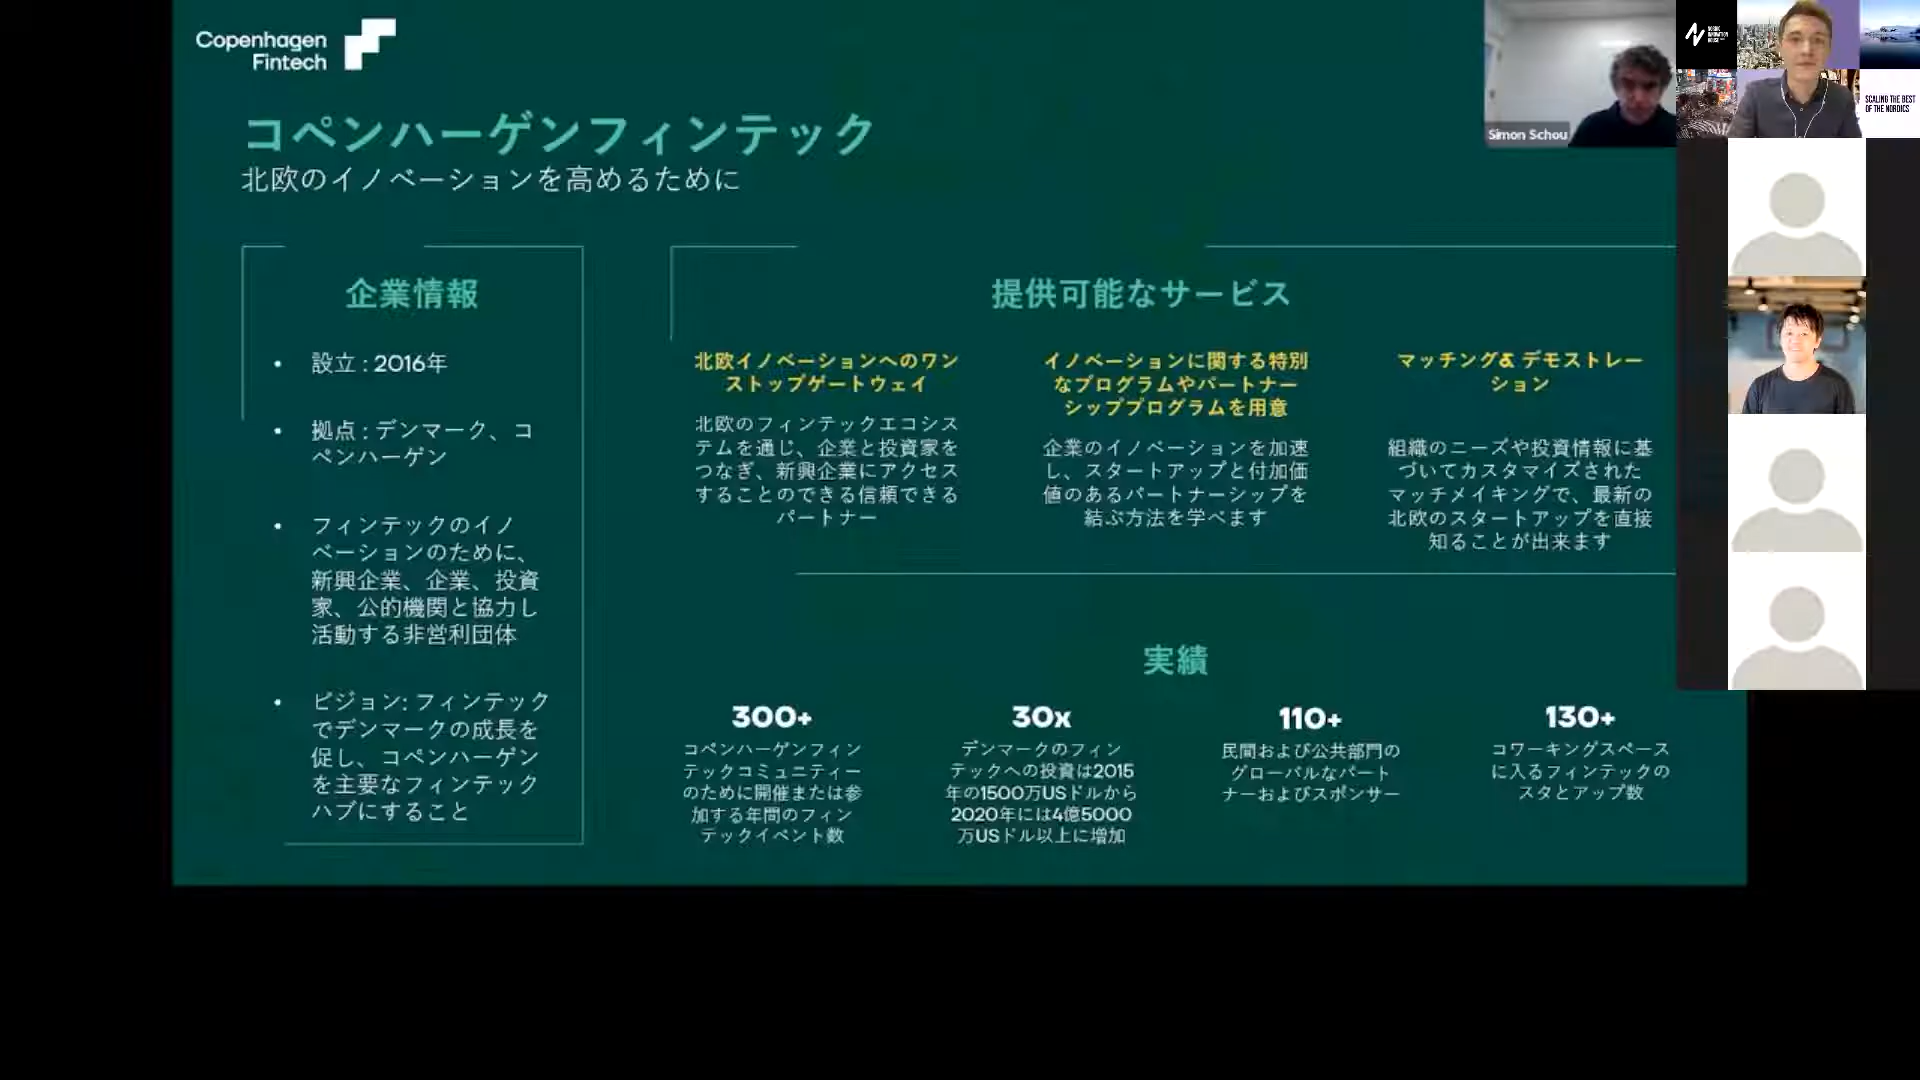 Copenhagen
Fintech
コペンハーゲンフィンテック
北欧のイノベーションを高めるために
企業情報
• 設立 : 2016年
• 拠点 : デンマーク、コ
ペンハーゲン
• フィンテックのイノ
ベーションのために、
新興企業、企業、投資
家、公的機関と協力し
活動する非営利団体
• ビジョン: フィンテック
でデンマークの成長を
促し、コペンハーゲン
を主要なフィンテック
ハブにすること
提供可能なサービス
北欧イノベーションへのワン
ストップゲートウェイ
北欧のフィンテックエコシス
テムを通じ、企業と投資家を
つなぎ、新興企業にアクセス
することのできる信頼できる
パートナー
イノベーションに関する特別
なプログラムやパートナー
シッププログラムを用意
企業のイノベーションを加速
し、スタートアップと付加価
値のあるパートナーシップを
結ぶ方法を学べます
マッチング& デモストレー
ション
組織のニーズや投資情報に基
づいてカスタマイズされた
マッチメイキングで、最新の
北欧のスタートアップを直接
知ることが出来ます
実績
300+
コペンハーゲンフィン
テックコミュニティー
のために開催または参
加する年間のフィン
テックイベント数
30x
デンマークのフィン
テックへの投資は2015
年の1500万USドルから
2020年には4億5000
万USドル以上に増加
110+
民間および公共部門の
グローバルなパート
ナーおよびスポンサー
130+
コワーキングスペース
に入るフィンテックの
スタとアップ数
Simon Schou
NORDIC
INNOVATION
HOUSE
SCALING THE BEST
OF THE NORDICS